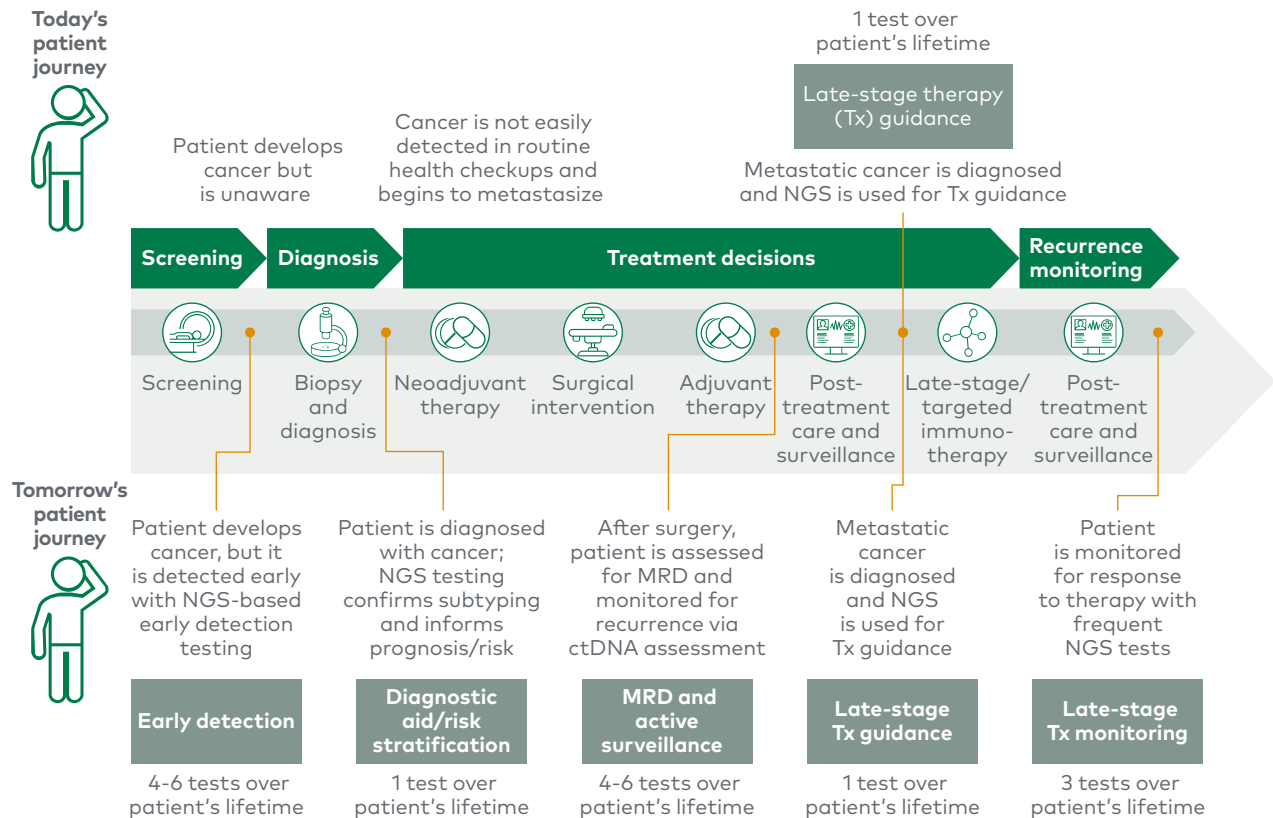 Today's
patient
journey
1 test over
patient's lifetime
Late-stage therapy
(Tx) guidance
Patient develops
cancer but
is unaware
Cancer is not easily
detected in routine
health checkups and
begins to metastasize
Metastatic cancer is diagnosed
and NGS is used for Tx guidance
Screening
Diagnosis
Treatment decisions
Recurrence
monitoring
Screening
Biopsy
and
diagnosis
Neoadjuvant
therapy
Surgical
intervention
Adjuvant
therapy
Post-
treatment
care and
surveillance
Late-stage/
targeted
immuno-
therapy
Post-
treatment
care and
surveillance
Tomorrow's
patient
journey
Patient develops
cancer, but it
is detected early
with NGS-based
early detection
testing
Patient is diagnosed
with cancer;
NGS testing
confirms subtyping
and informs
prognosis/risk
After surgery,
patient is assessed
for MRD and
monitored for
recurrence via
ctDNA assessment
Metastatic
cancer
is diagnosed
and NGS
is used for
Tx guidance
Patient
is monitored
for response
to therapy with
frequent
NGS tests
Early detection
Diagnostic
aid/risk
stratification
MRD and
active
surveillance
Late-stage
Tx guidance
Late-stage
Tx monitoring
4-6 tests over
patient's lifetime
1 test over
patient's lifetime
4-6 tests over
patient's lifetime
1 test over
patient's lifetime
3 tests over
patient's lifetime